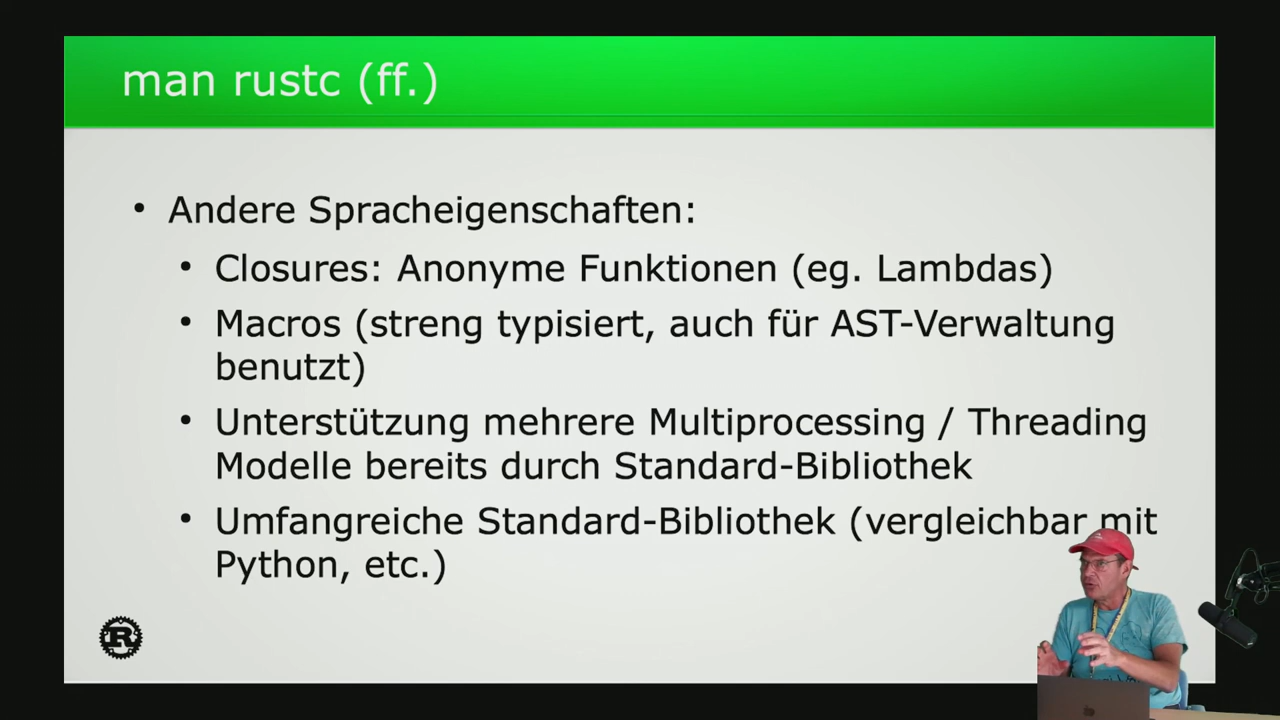 man rustc (ff.)
• Andere Spracheigenschaften:
• Closures: Anonyme Funktionen (eg. Lambdas)
• Macros (streng typisiert, auch für AST-Verwaltung
benutzt)
• Unterstützung mehrere Multiprocessing / Threading
Modelle bereits durch Standard-Bibliothek
• Umfangreiche Standard-Bibliothek (vergleichbar mit
Python, etc.)
R